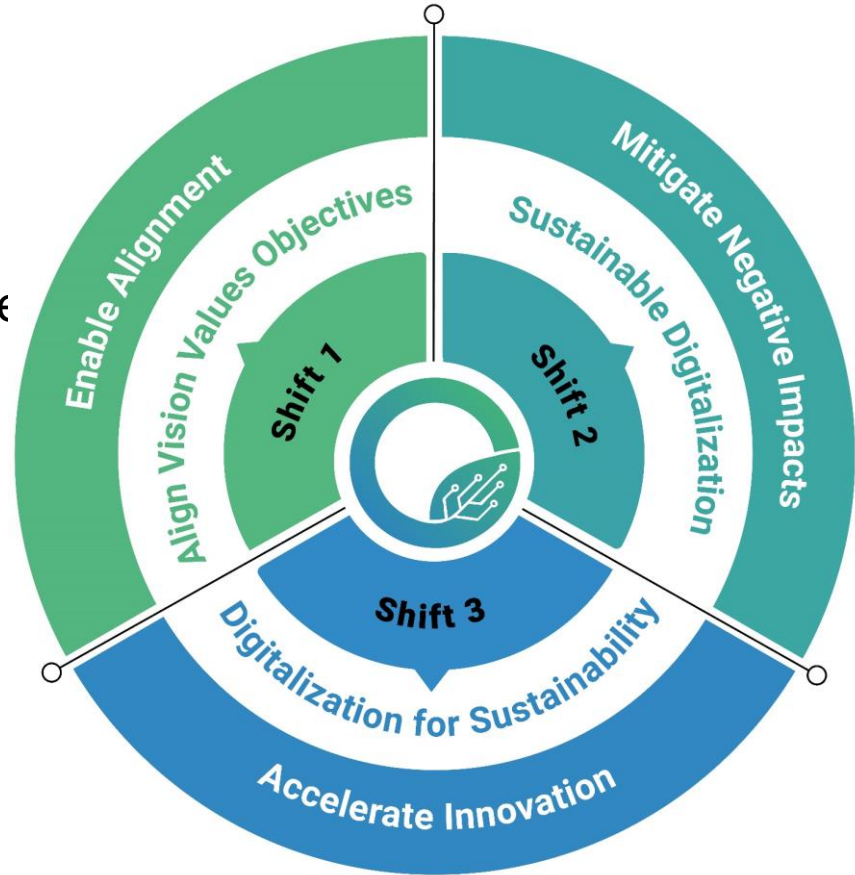 Enable Alignment
Align Vision Values Objectives
Shift 1
Mitigate Negative Impacts
Sustainable Digitalization
Shift 2
Shift 3
Digitalization for Sustainability
Accelerate Innovation